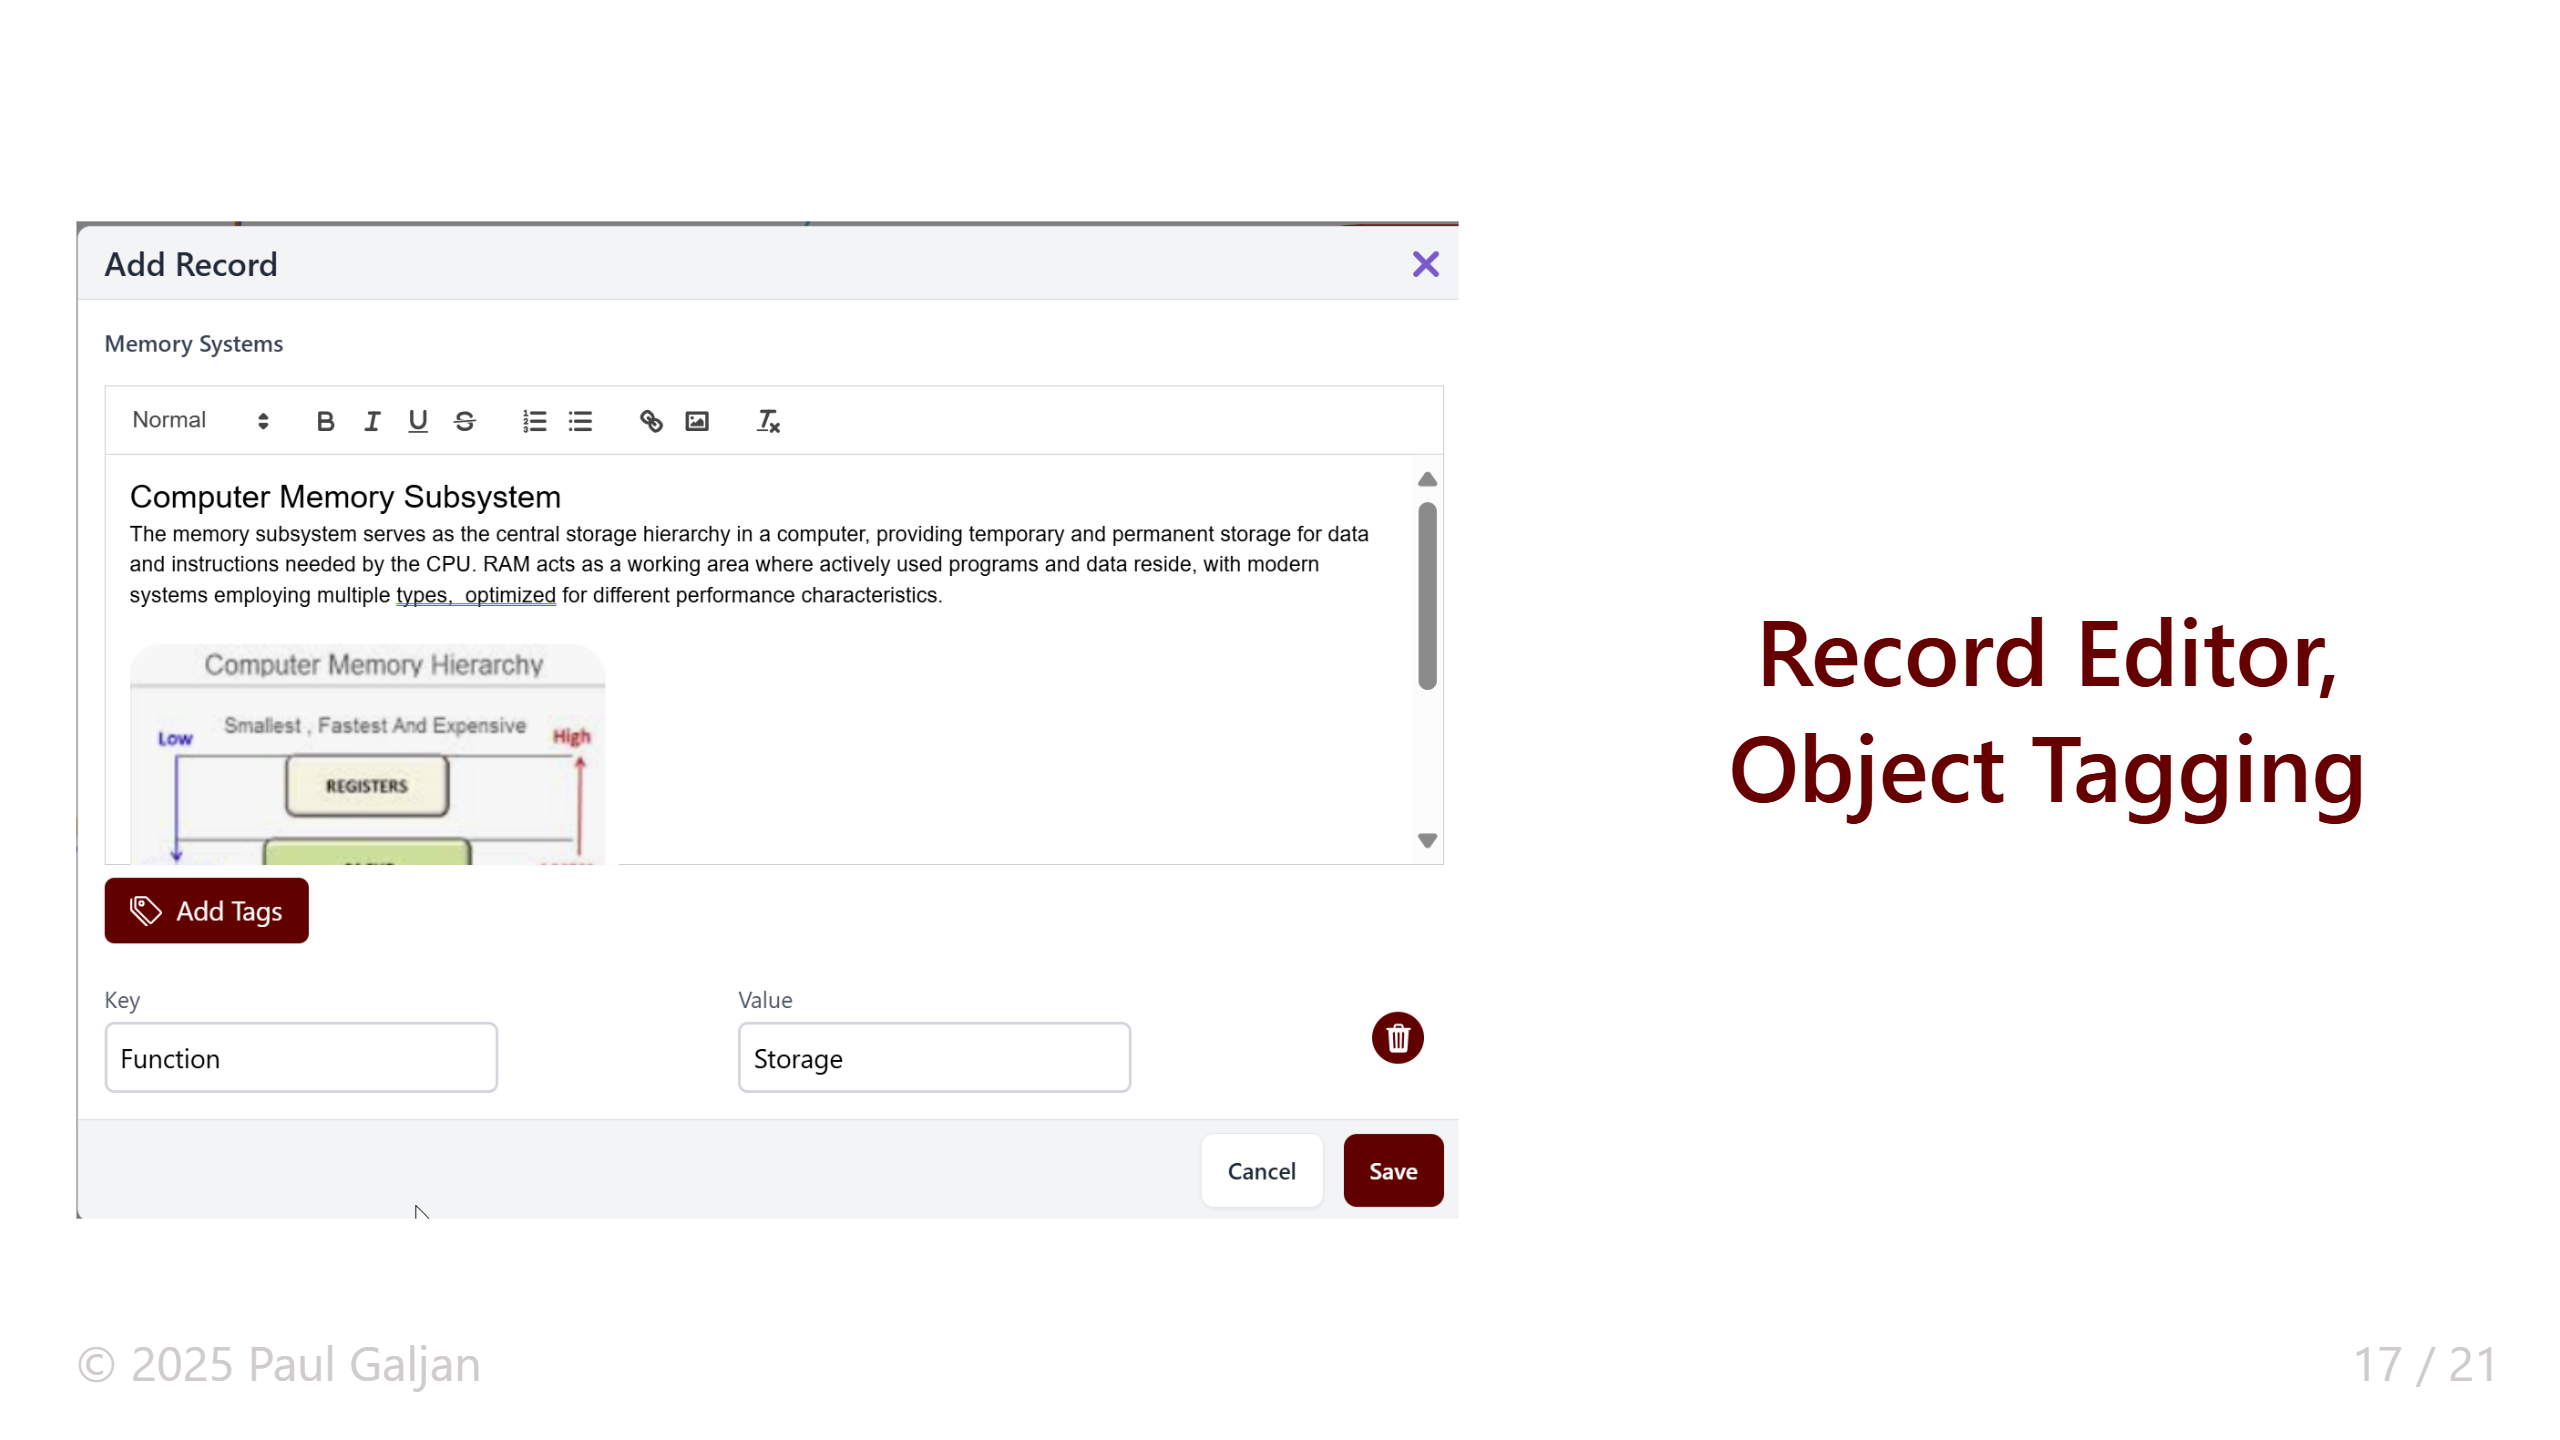 Add Record
Memory Systems
Normal
Computer Memory Subsystem
The memory subsystem serves as the central storage hierarchy in a computer, providing temporary and permanent storage for data
and instructions needed by the CPU. RAM acts as a working area where actively used programs and data reside, with modern
systems employing multiple types,  optimized for different performance characteristics.
Computer Memory Hierarchy
Smallest , Fastest And Expensive
Low
High
REGISTERS
Add Tags
Key
Value
Function
Storage
Cancel
Save
Record Editor,
Object Tagging
© 2025 Paul Galjan
17 / 21